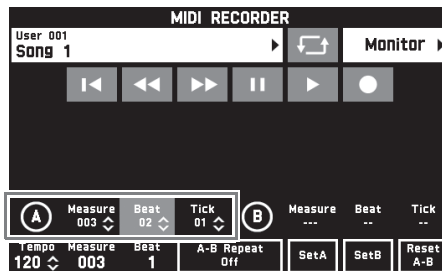 MIDI RECORDER
User 001
Song 1
Monitor
A Measure Beat Tick B Measure Beat Tick
003 02 01 --- -- --
Tempo Measure Beat A-B Repeat SetA SetB Reset
120 003 1 Off A-B